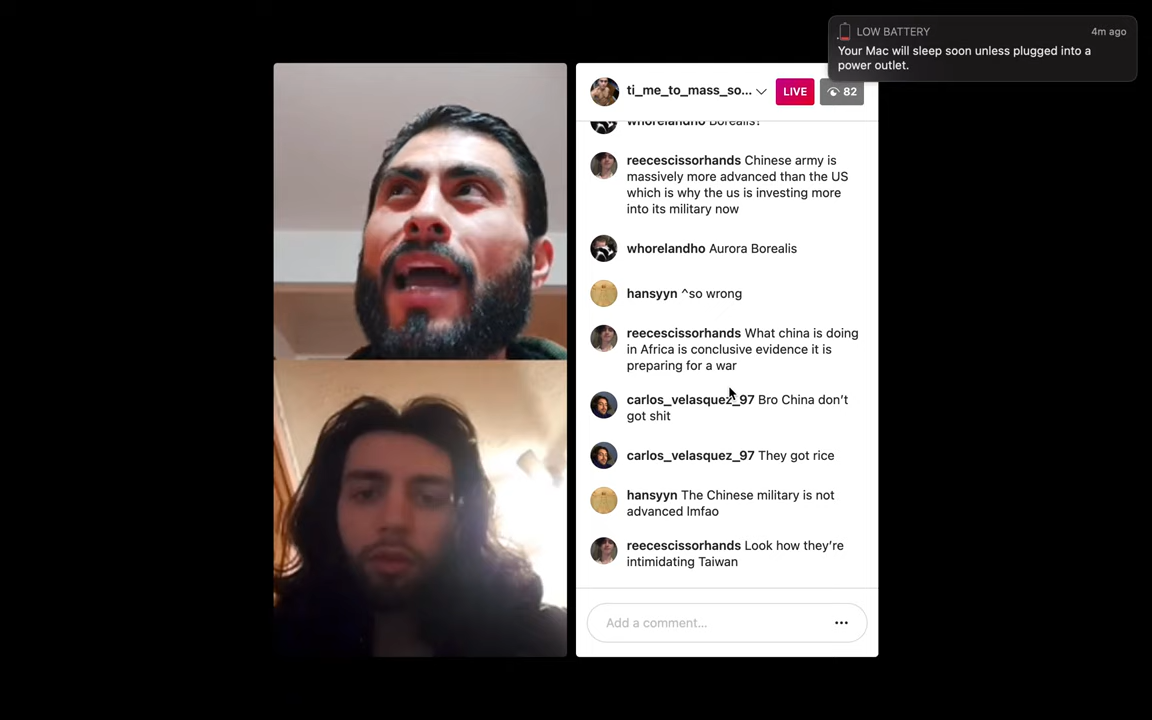 LOW BATTERY 4m ago
Your Mac will sleep soon unless plugged into a
power outlet.
ti_me_to_mass_so... LIVE 82
whorelandho Borealis?
reecescissorhands Chinese army is
massively more advanced than the US
which is why the us is investing more
into its military now
whorelandho Aurora Borealis
hansyyn ^so wrong
reecescissorhands What china is doing
in Africa is conclusive evidence it is
preparing for a war
carlos_velasquez_97 Bro China don't
got shit
carlos_velasquez_97 They got rice
hansyyn The Chinese military is not
advanced lmfao
reecescissorhands Look how they're
intimidating Taiwan
Add a comment...